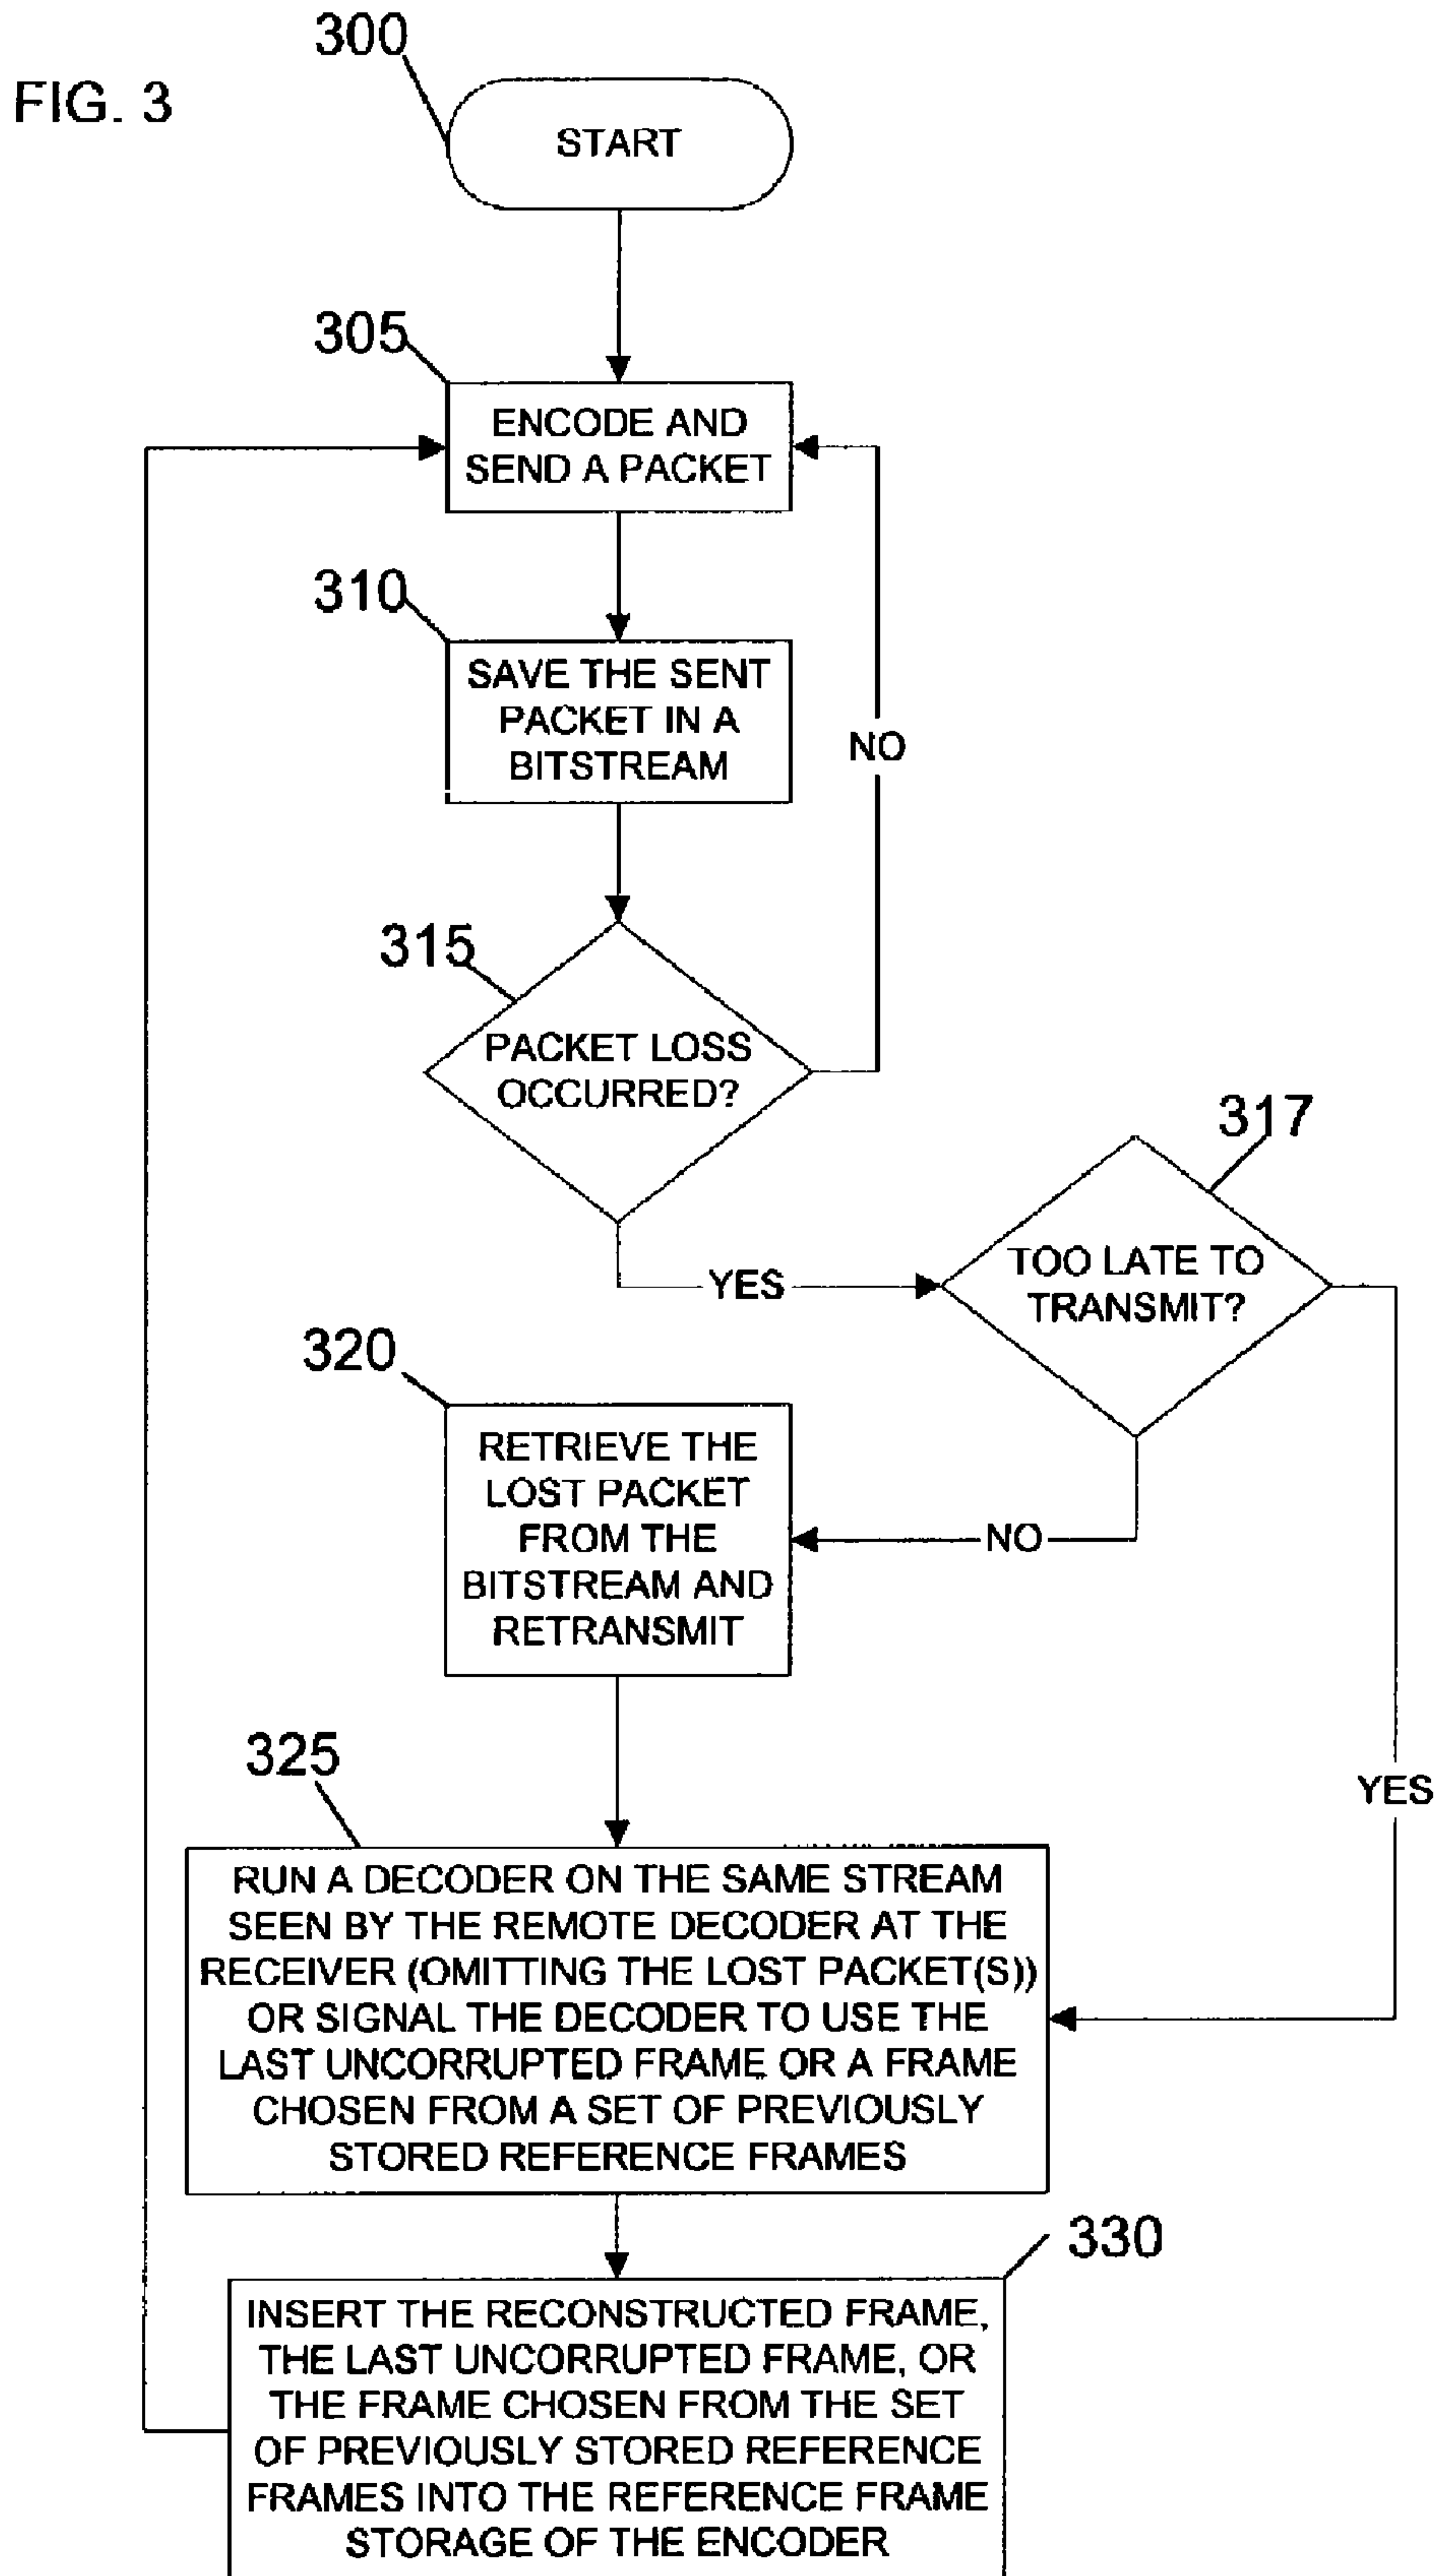 300
FIG. 3
START
305
ENCODE AND
SEND A PACKET
310
SAVE THE SENT
PACKET IN A
BITSTREAM
NO
315
PACKET LOSS
OCCURRED?
317
YES
TOO LATE TO
TRANSMIT?
320
RETRIEVE THE
LOST PACKET
FROM THE
BITSTREAM AND
RETRANSMIT
NO
325
YES
RUN A DECODER ON THE SAME STREAM
SEEN BY THE REMOTE DECODER AT THE
RECEIVER (OMITTING THE LOST PACKET(S))
OR SIGNAL THE DECODER TO USE THE
LAST UNCORRUPTED FRAME OR A FRAME
CHOSEN FROM A SET OF PREVIOUSLY
STORED REFERENCE FRAMES
330
INSERT THE RECONSTRUCTED FRAME,
THE LAST UNCORRUPTED FRAME, OR
THE FRAME CHOSEN FROM THE SET
OF PREVIOUSLY STORED REFERENCE
FRAMES INTO THE REFERENCE FRAME
STORAGE OF THE ENCODER